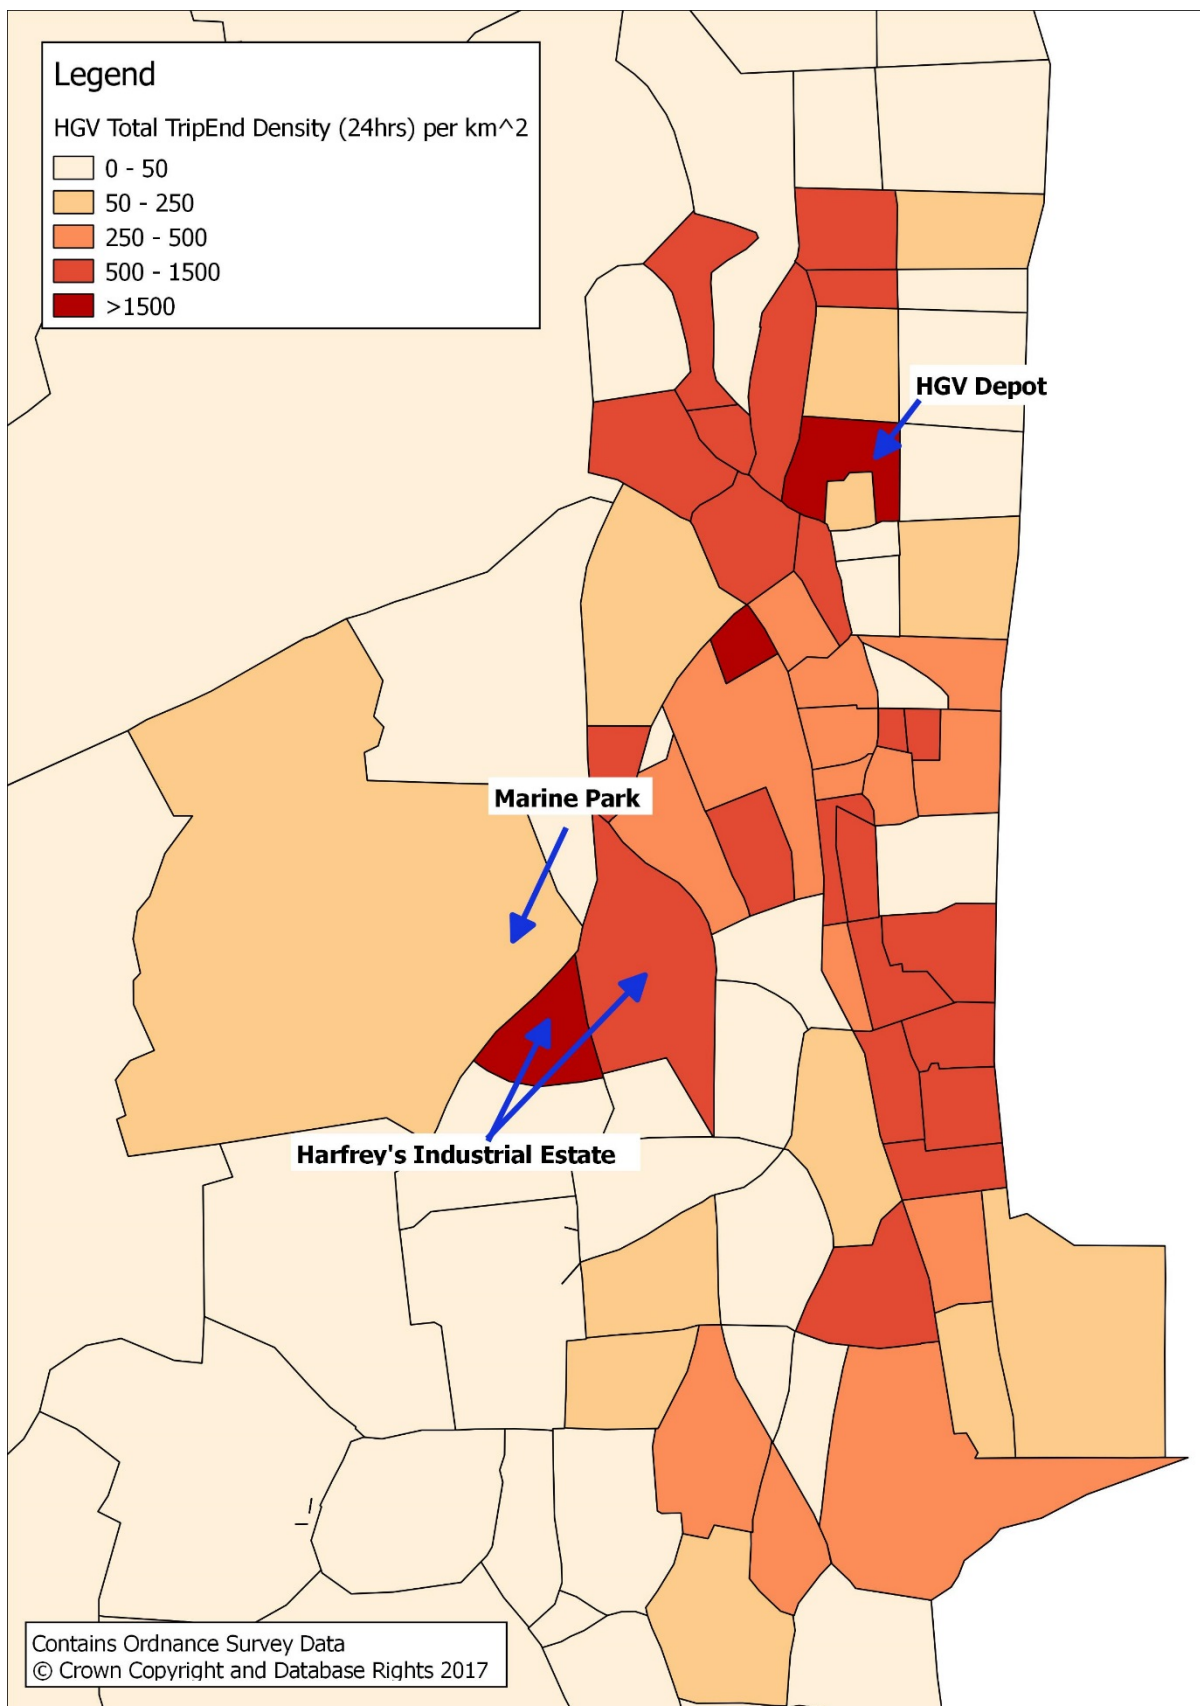 Legend
HGV Total TripEnd Density (24hrs) per km^2
0 - 50
50 - 250
250 - 500
500 - 1500
>1500
HGV Depot
Marine Park
Harfrey's Industrial Estate
Contains Ordnance Survey Data
© Crown Copyright and Database Rights 2017